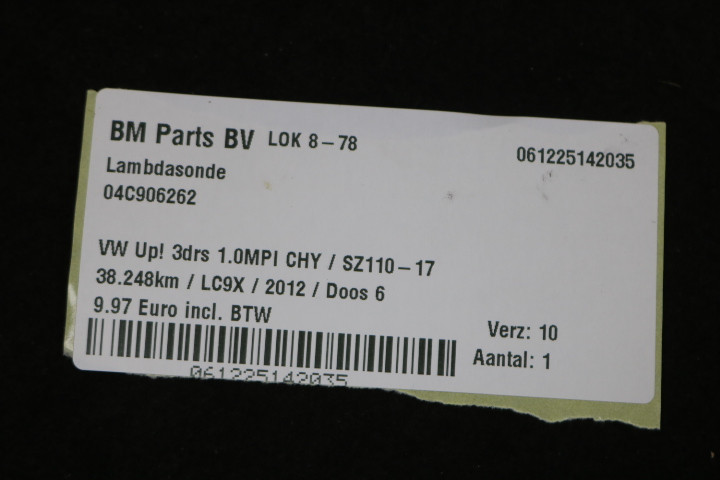 BM Parts BV LOK 8-78
061225142035
Lambdasonde
04C906262
VW Up! 3drs 1.0MPI CHY / SZ110-17
38.248km / LC9X / 2012 / Doos 6
9.97 Euro incl. BTW
Verz: 10
Aantal: 1
061225142035